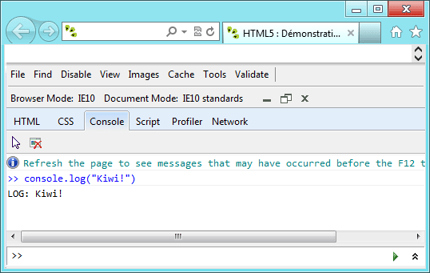 HTML5 : Démonstrati...
File Find Disable View Images Cache Tools Validate
Browser Mode: IE10 Document Mode: IE10 standards
HTML CSS Console Script Profiler Network
Refresh the page to see messages that may have occurred before the F12 t
>> console.log("Kiwi!")
LOG: Kiwi!
>>